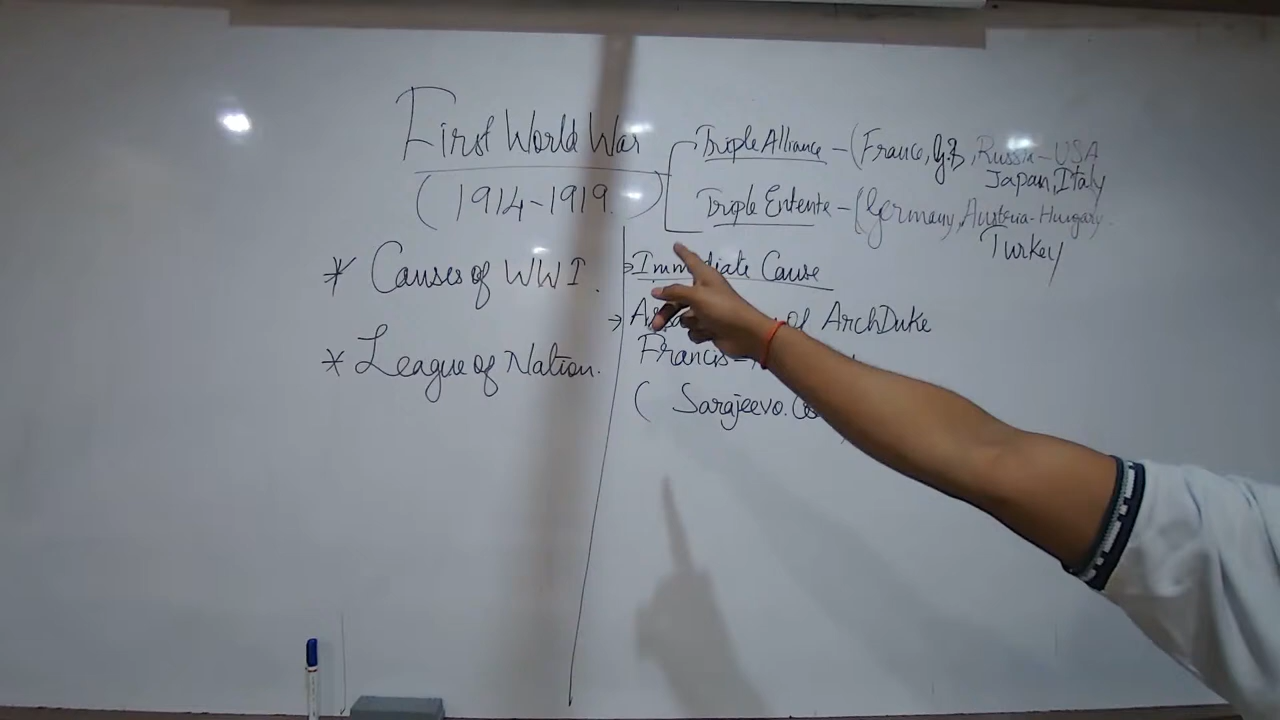 First World War
(1914-1919.)
Triple Alliance - (France, G.B, Russia - USA
Japan, Italy
Triple Entente - (Germany, Austria-Hungary.
Turkey
* Causes of WWI.
* League of Nation.
→ Immediate Cause
→ of ArchDuke
Francis -
( Sarajeevo.